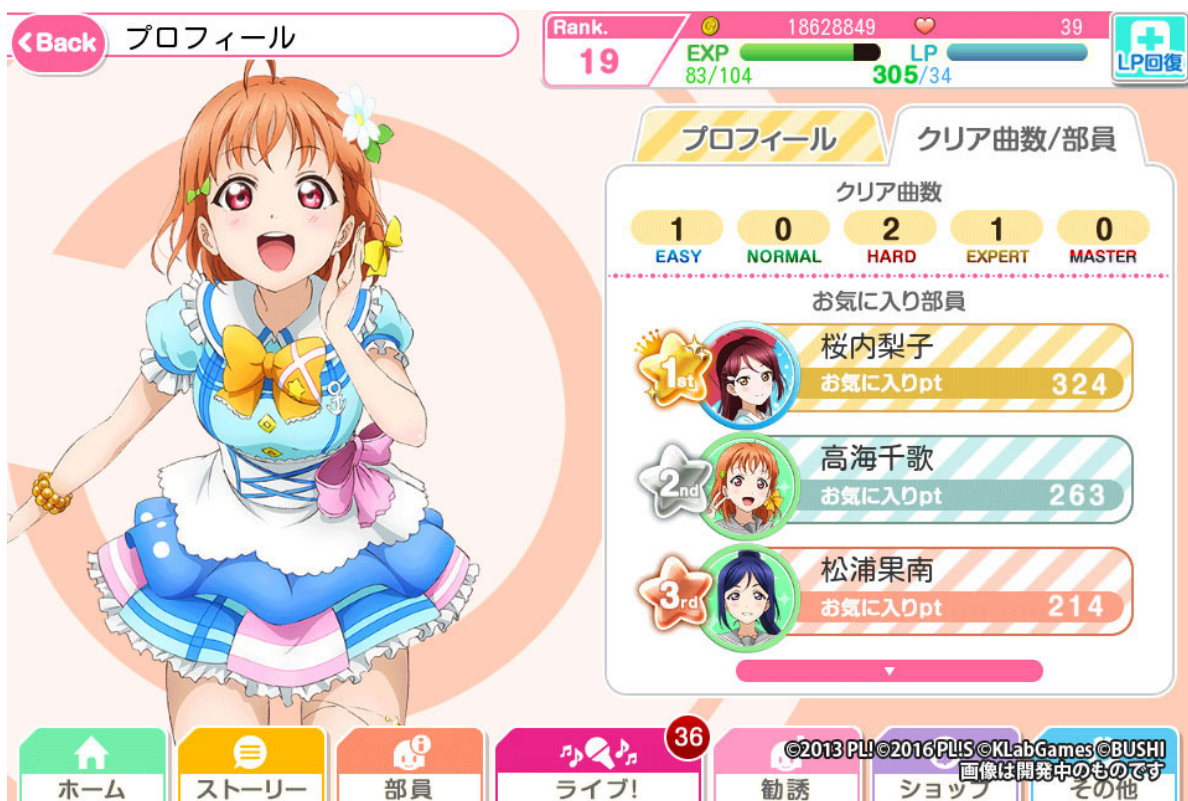 Back
プロフィール
Rank.
19
18628849
39
EXP
83/104
LP
305/34
LP回復
プロフィール
クリア曲数/部員
クリア曲数
1 0 2 1 0
EASY NORMAL HARD EXPERT MASTER
お気に入り部員
1st
桜内梨子
お気に入りpt 324
2nd
高海千歌
お気に入りpt 263
3rd
松浦果南
お気に入りpt 214
36
ホーム
ストーリー
部員
ライブ!
勧誘
ショップ
その他
©2013 PL!©2016 PL!S ©KLabGames ©BUSHI
画像は開発中のものです